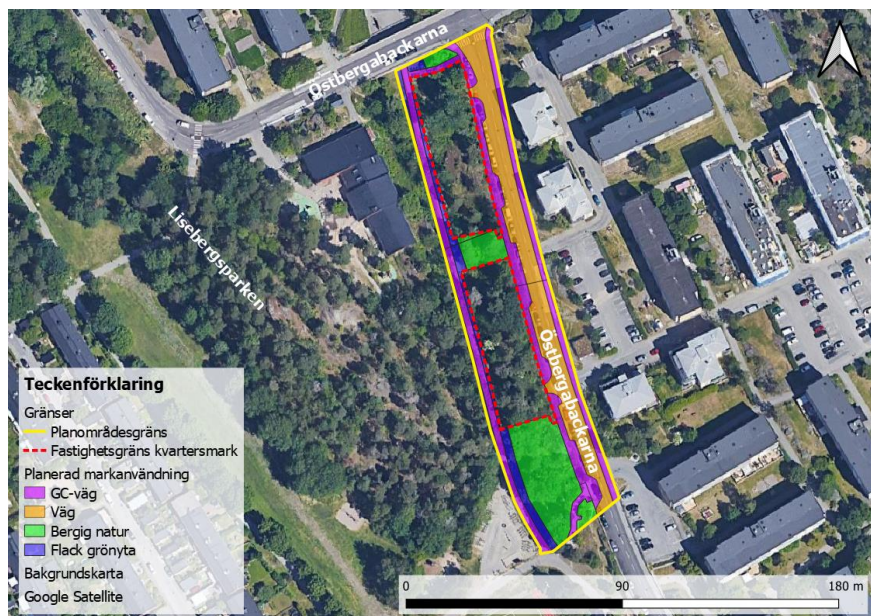 Östbergabackarna
Lisebergsparken
Östbergabackarna
Teckenförklaring
Gränser
Planområdesgräns
Fastighetsgräns kvartersmark
Planerad markanvändning
GC-väg
Väg
Bergig natur
Flack grönyta
Bakgrundskarta
Google Satellite
0 90 180 m